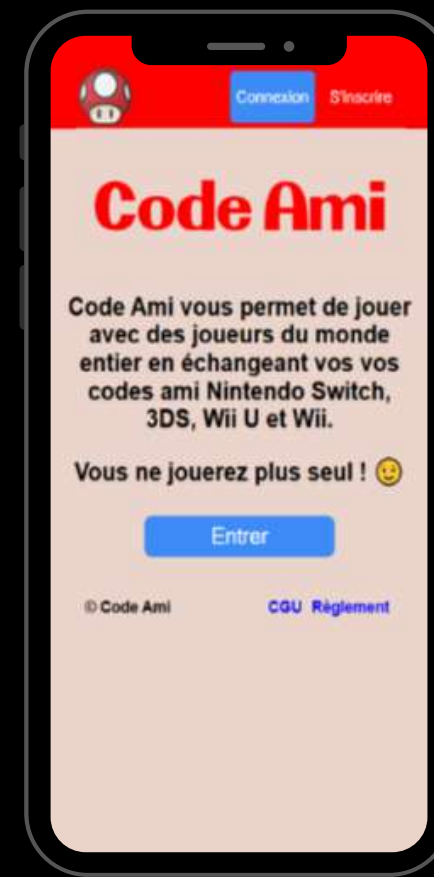 Connexion S'inscrire
Code Ami
Code Ami vous permet de jouer
avec des joueurs du monde
entier en échangeant vos vos
codes ami Nintendo Switch,
3DS, Wii U et Wii.
Vous ne jouerez plus seul ! 😉
Entrer
© Code Ami CGU Règlement